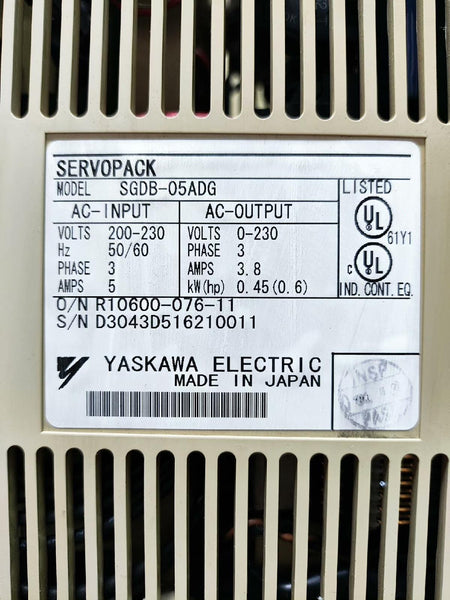 SERVOPACK
MODEL SGDB-05ADG
LISTED
AC-INPUT AC-OUTPUT
UL
VOLTS 200-230 VOLTS 0-230
61Y1
Hz 50/60 PHASE 3
PHASE 3 AMPS 3.8
c UL
AMPS 5 kW(hp) 0.45(0.6)
IND. CONT. EQ.
O/N R10600-076-11
S/N D3043D516210011
YASKAWA ELECTRIC
MADE IN JAPAN
INSP